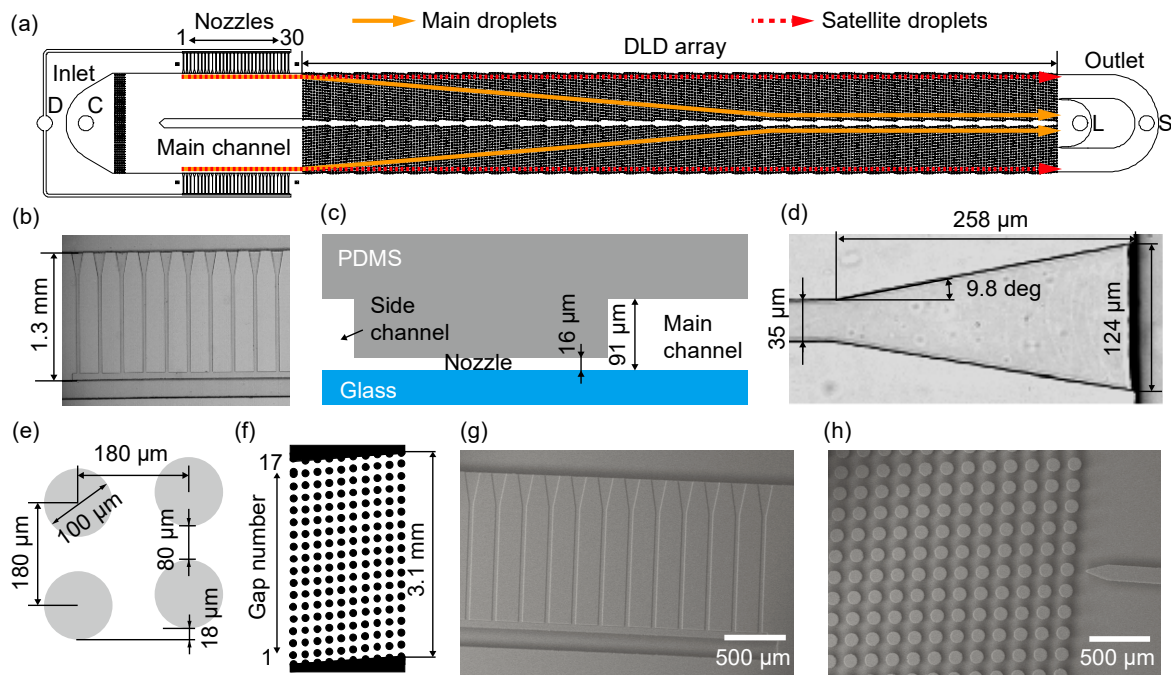 (a)
Nozzles
1
30
Main droplets
Satellite droplets
DLD array
Inlet
Outlet
D
C
L
S
Main channel
(b)
1.3 mm
(c)
PDMS
Side
channel
16 µm
91 µm
Main
channel
Nozzle
Glass
(d)
258 µm
9.8 deg
35 µm
124 µm
(e)
180 µm
100 µm
180 µm
80 µm
18 µm
(f)
17
Gap number
1
3.1 mm
(g)
500 µm
(h)
500 µm